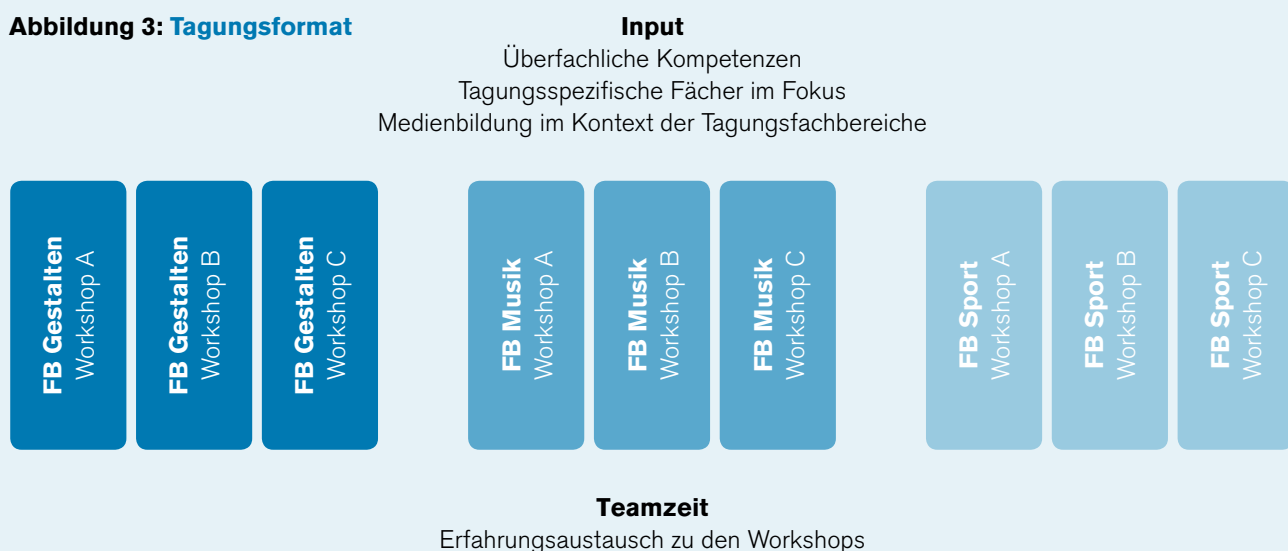 Abbildung 3: Tagungsformat
Input
Überfachliche Kompetenzen
Tagungsspezifische Fächer im Fokus
Medienbildung im Kontext der Tagungsfachbereiche
FB Gestalten
Workshop A
FB Gestalten
Workshop B
FB Gestalten
Workshop C
FB Musik
Workshop A
FB Musik
Workshop B
FB Musik
Workshop C
FB Sport
Workshop A
FB Sport
Workshop B
FB Sport
Workshop C
Teamzeit
Erfahrungsaustausch zu den Workshops